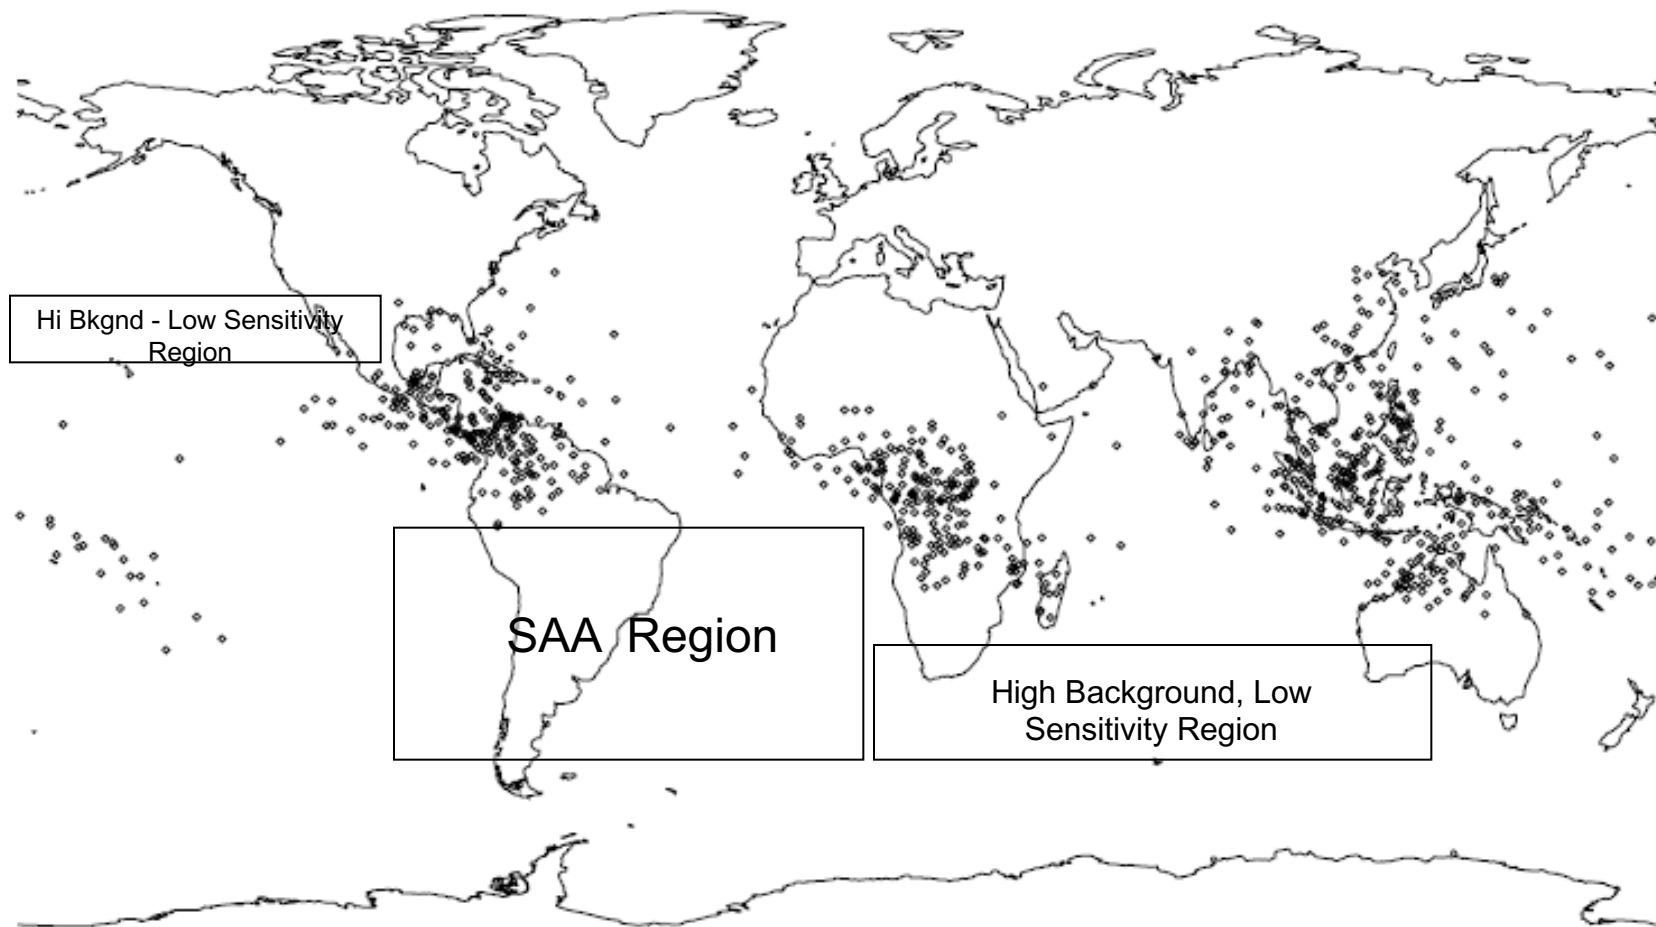 Hi Bkgnd - Low Sensitivity
Region
SAA Region
High Background, Low
Sensitivity Region